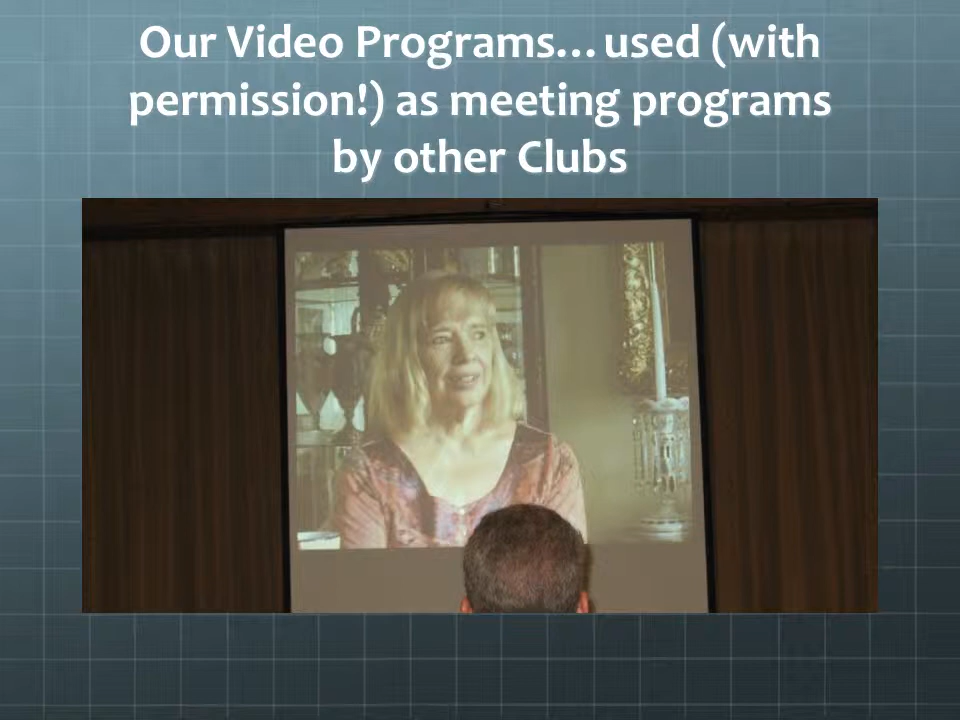 Our Video Programs…used (with
permission!) as meeting programs
by other Clubs